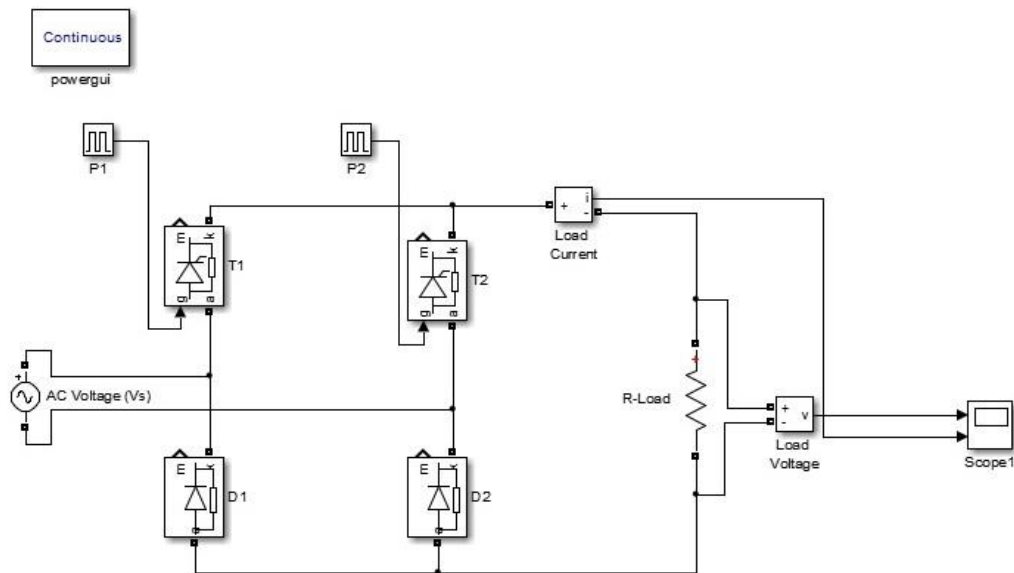 Continuous
powergui
P1
P2
i
+
-
Load
Current
m
k
T1
g
a
m
k
T2
g
a
+
AC Voltage (Vs)
+
R-Load
+
-
v
Load
Voltage
Scope1
m
k
D1
a
m
k
D2
a